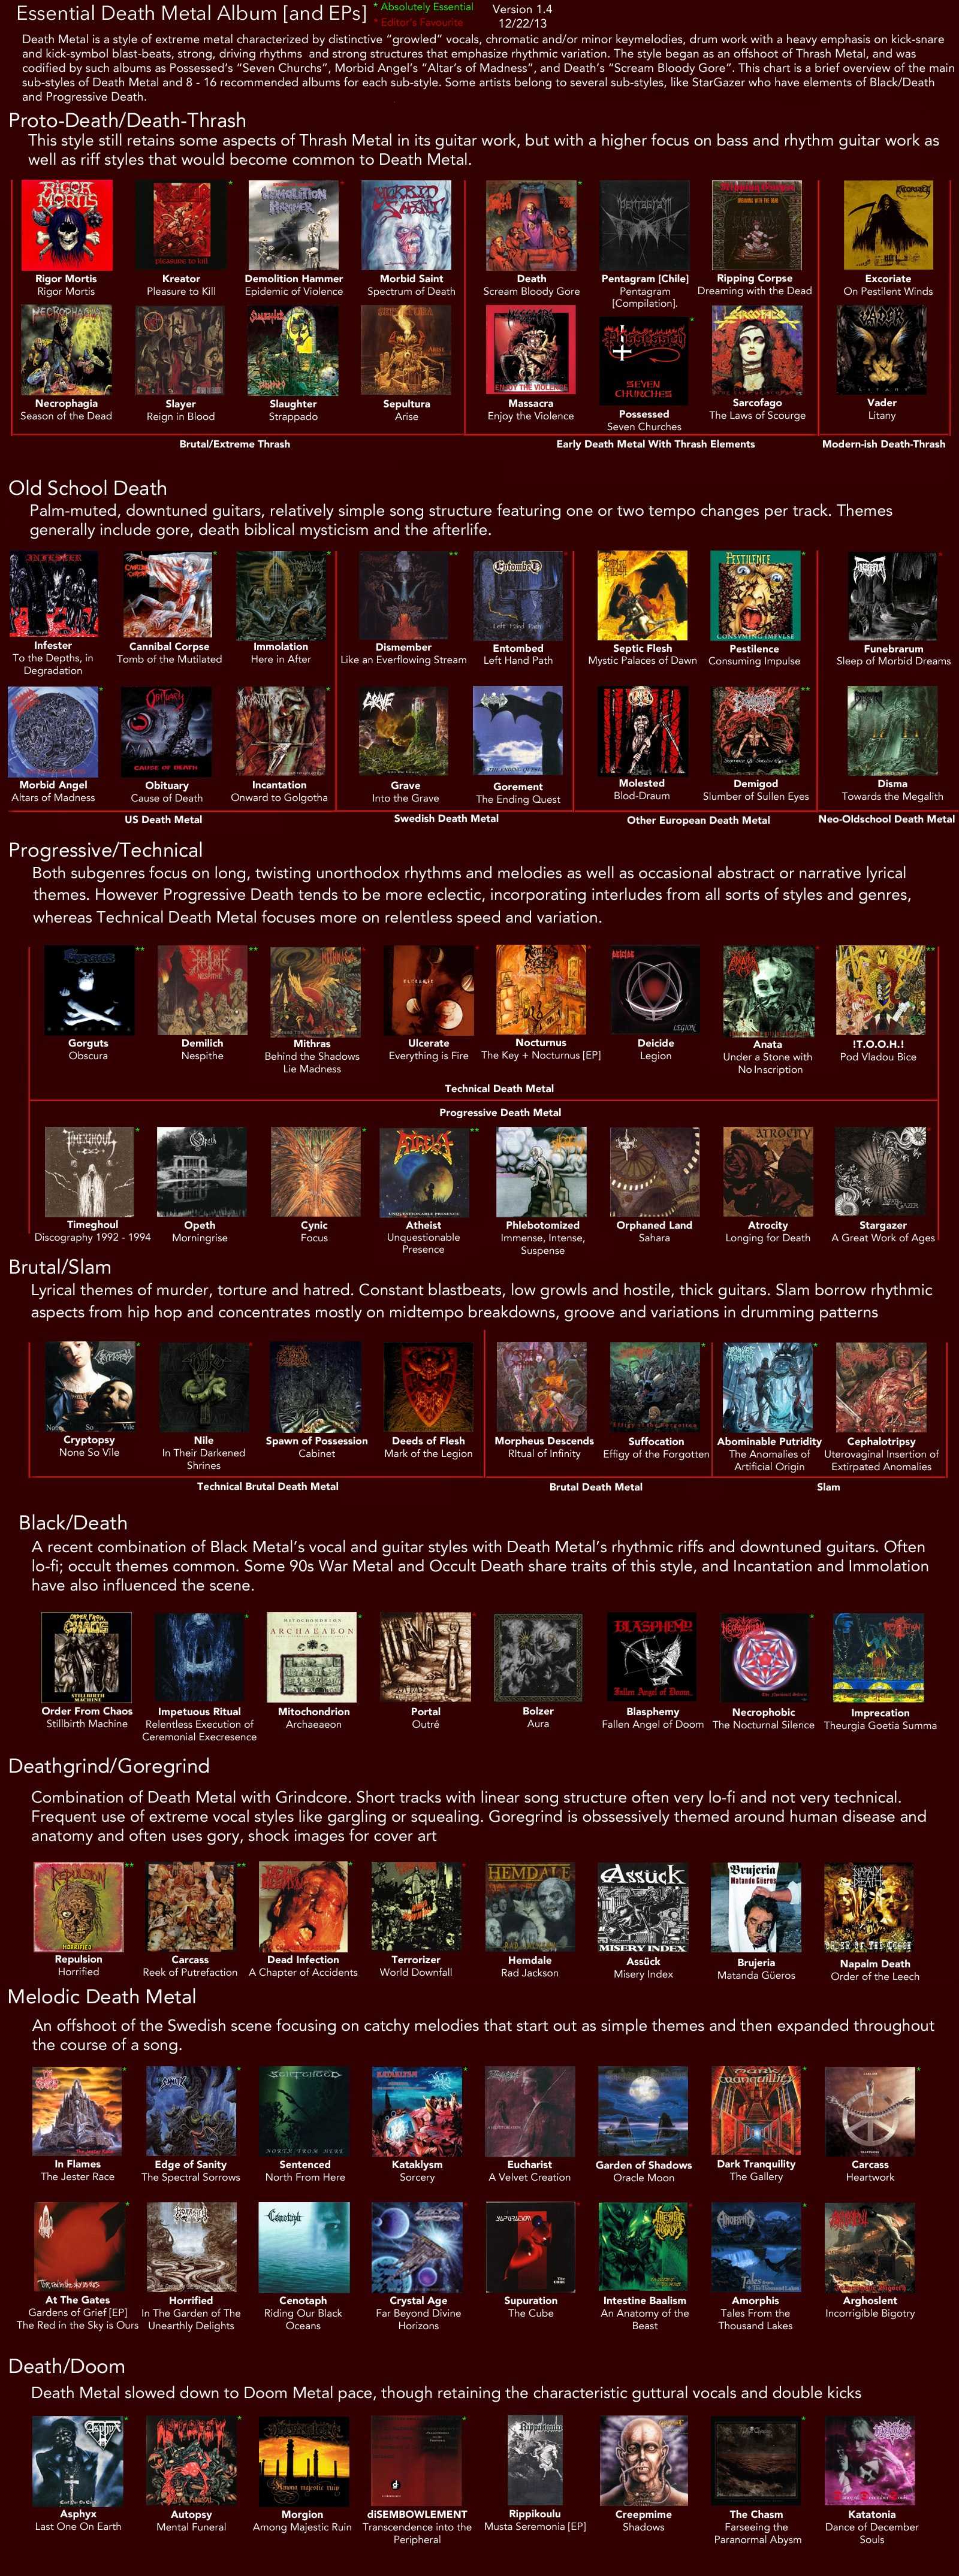 Essential Death Metal Album [and EPs]
* Absolutely Essential
* Editor's Favourite
Version 1.4
12/22/13
Death Metal is a style of extreme metal characterized by distinctive "growled" vocals, chromatic and/or minor keymelodies, drum work with a heavy emphasis on kick-snare
and kick-symbol blast-beats, strong, driving rhythms and strong structures that emphasize rhythmic variation. The style began as an offshoot of Thrash Metal, and was
codified by such albums as Possesed's "Seven Churchs", Morbid Angel's "Altar's of Madness", and Death's "Scream Bloody Gore". This chart is a brief overview of the main
sub-styles of Death Metal and 8 - 16 recommended albums for each sub-style. Some artists belong to several sub-styles, like StarGazer who have elements of Black/Death
and Progressive Death.
Proto-Death/Death-Thrash
This style still retains some aspects of Thrash Metal in its guitar work, but with a higher focus on bass and rhythm guitar work as
well as riff styles that would become common to Death Metal.
Rigor Mortis
Rigor Mortis
Kreator
Pleasure to Kill
Demolition Hammer
Epidemic of Violence
Morbid Saint
Spectrum of Death
Death
Scream Bloody Gore
Pentagram [Chile]
Pentagram
[Compilation].
Ripping Corpse
Dreaming with the Dead
Excoriate
On Pestilent Winds
Necrophagia
Season of the Dead
Slayer
Reign in Blood
Slaughter
Strappado
Sepultura
Arise
Massacra
Enjoy the Violence
Possessed
Seven Churches
Sarcofago
The Laws of Scourge
Vader
Litany
Brutal/Extreme Thrash
Early Death Metal With Thrash Elements
Modern-ish Death-Thrash
Old School Death
Palm-muted, downtuned guitars, relatively simple song structure featuring one or two tempo changes per track. Themes
generally include gore, death biblical mysticism and the afterlife.
Infester
To the Depths, in
Degradation
Cannibal Corpse
Tomb of the Mutilated
Immolation
Here in After
Dismember
Like an Everflowing Stream
Entombed
Left Hand Path
Septic Flesh
Mystic Palaces of Dawn
Pestilence
Consuming Impulse
Funebrarum
Sleep of Morbid Dreams
Morbid Angel
Altars of Madness
Obituary
Cause of Death
Incantation
Onward to Golgotha
Grave
Into the Grave
Gorement
The Ending Quest
Molested
Blod-Draum
Demigod
Slumber of Sullen Eyes
Disma
Towards the Megalith
US Death Metal
Swedish Death Metal
Other European Death Metal
Neo-Oldschool Death Metal
Progressive/Technical
Both subgenres focus on long, twisting unorthodox rhythms and melodies as well as occasional abstract or narrative lyrical
themes. However Progressive Death tends to be more eclectic, incorporating interludes from all sorts of styles and genres,
whereas Technical Death Metal focuses more on relentless speed and variation.
Gorguts
Obscura
Demilich
Nespithe
Mithras
Behind the Shadows
Lie Madness
Ulcerate
Everything is Fire
Nocturnus
The Key + Nocturnus [EP]
Deicide
Legion
Anata
Under a Stone with
No Inscription
!T.O.O.H.!
Pod Vladou Bice
Technical Death Metal
Progressive Death Metal
Timeghoul
Discography 1992 - 1994
Opeth
Morningrise
Cynic
Focus
Atheist
Unquestionable
Presence
Phlebotomized
Immense, Intense,
Suspense
Orphaned Land
Sahara
Atrocity
Longing for Death
Stargazer
A Great Work of Ages
Brutal/Slam
Lyrical themes of murder, torture and hatred. Constant blastbeats, low growls and hostile, thick guitars. Slam borrow rhythmic
aspects from hip hop and concentrates mostly on midtempo breakdowns, groove and variations in drumming patterns
Cryptopsy
None So Vile
Nile
In Their Darkened
Shrines
Spawn of Possession
Cabinet
Deeds of Flesh
Mark of the Legion
Morpheus Descends
RItual of Infinity
Suffocation
Effigy of the Forgotten
Abominable Putridity
The Anomalies of
Artificial Origin
Cephalotripsy
Uterovaginal Insertion of
Extirpated Anomalies
Technical Brutal Death Metal
Brutal Death Metal
Slam
Black/Death
A recent combination of Black Metal's vocal and guitar styles with Death Metal's rhythmic riffs and downtuned guitars. Often
lo-fi; occult themes common. Some 90s War Metal and Occult Death share traits of this style, and Incantation and Immolation
have also influenced the scene.
Order From Chaos
Stillbirth Machine
Impetuous Ritual
Relentless Execution of
Ceremonial Execresence
Mitochondrion
Archaeaeon
Portal
Outré
Bolzer
Aura
Blasphemy
Fallen Angel of Doom
Necrophobic
The Nocturnal Silence
Imprecation
Theurgia Goetia Summa
Deathgrind/Goregrind
Combination of Death Metal with Grindcore. Short tracks with linear song structure often very lo-fi and not very technical.
Frequent use of extreme vocal styles like gargling or squealing. Goregrind is obssessively themed around human disease and
anatomy and often uses gory, shock images for cover art
Repulsion
Horrified
Carcass
Reek of Putrefaction
Dead Infection
A Chapter of Accidents
Terrorizer
World Downfall
Hemdale
Rad Jackson
Assück
Misery Index
Brujeria
Matanda Güeros
Napalm Death
Order of the Leech
Melodic Death Metal
An offshoot of the Swedish scene focusing on catchy melodies that start out as simple themes and then expanded throughout
the course of a song.
In Flames
The Jester Race
Edge of Sanity
The Spectral Sorrows
Sentenced
North From Here
Kataklysm
Sorcery
Eucharist
A Velvet Creation
Garden of Shadows
Oracle Moon
Dark Tranquility
The Gallery
Carcass
Heartwork
At The Gates
Gardens of Grief [EP]
The Red in the Sky is Ours
Horrified
In The Garden of The
Unearthly Delights
Cenotaph
Riding Our Black
Oceans
Crystal Age
Far Beyond Divine
Horizons
Supuration
The Cube
Intestine Baalism
An Anatomy of the
Beast
Amorphis
Tales From the
Thousand Lakes
Arghoslent
Incorrigible Bigotry
Death/Doom
Death Metal slowed down to Doom Metal pace, though retaining the characteristic guttural vocals and double kicks
Asphyx
Last One On Earth
Autopsy
Mental Funeral
Morgion
Among Majestic Ruin
diSEMBOWLEMENT
Transcendence into the
Peripheral
Rippikoulu
Musta Seremonia [EP]
Creepmime
Shadows
The Chasm
Farseeing the
Paranormal Abysm
Katatonia
Dance of December
Souls